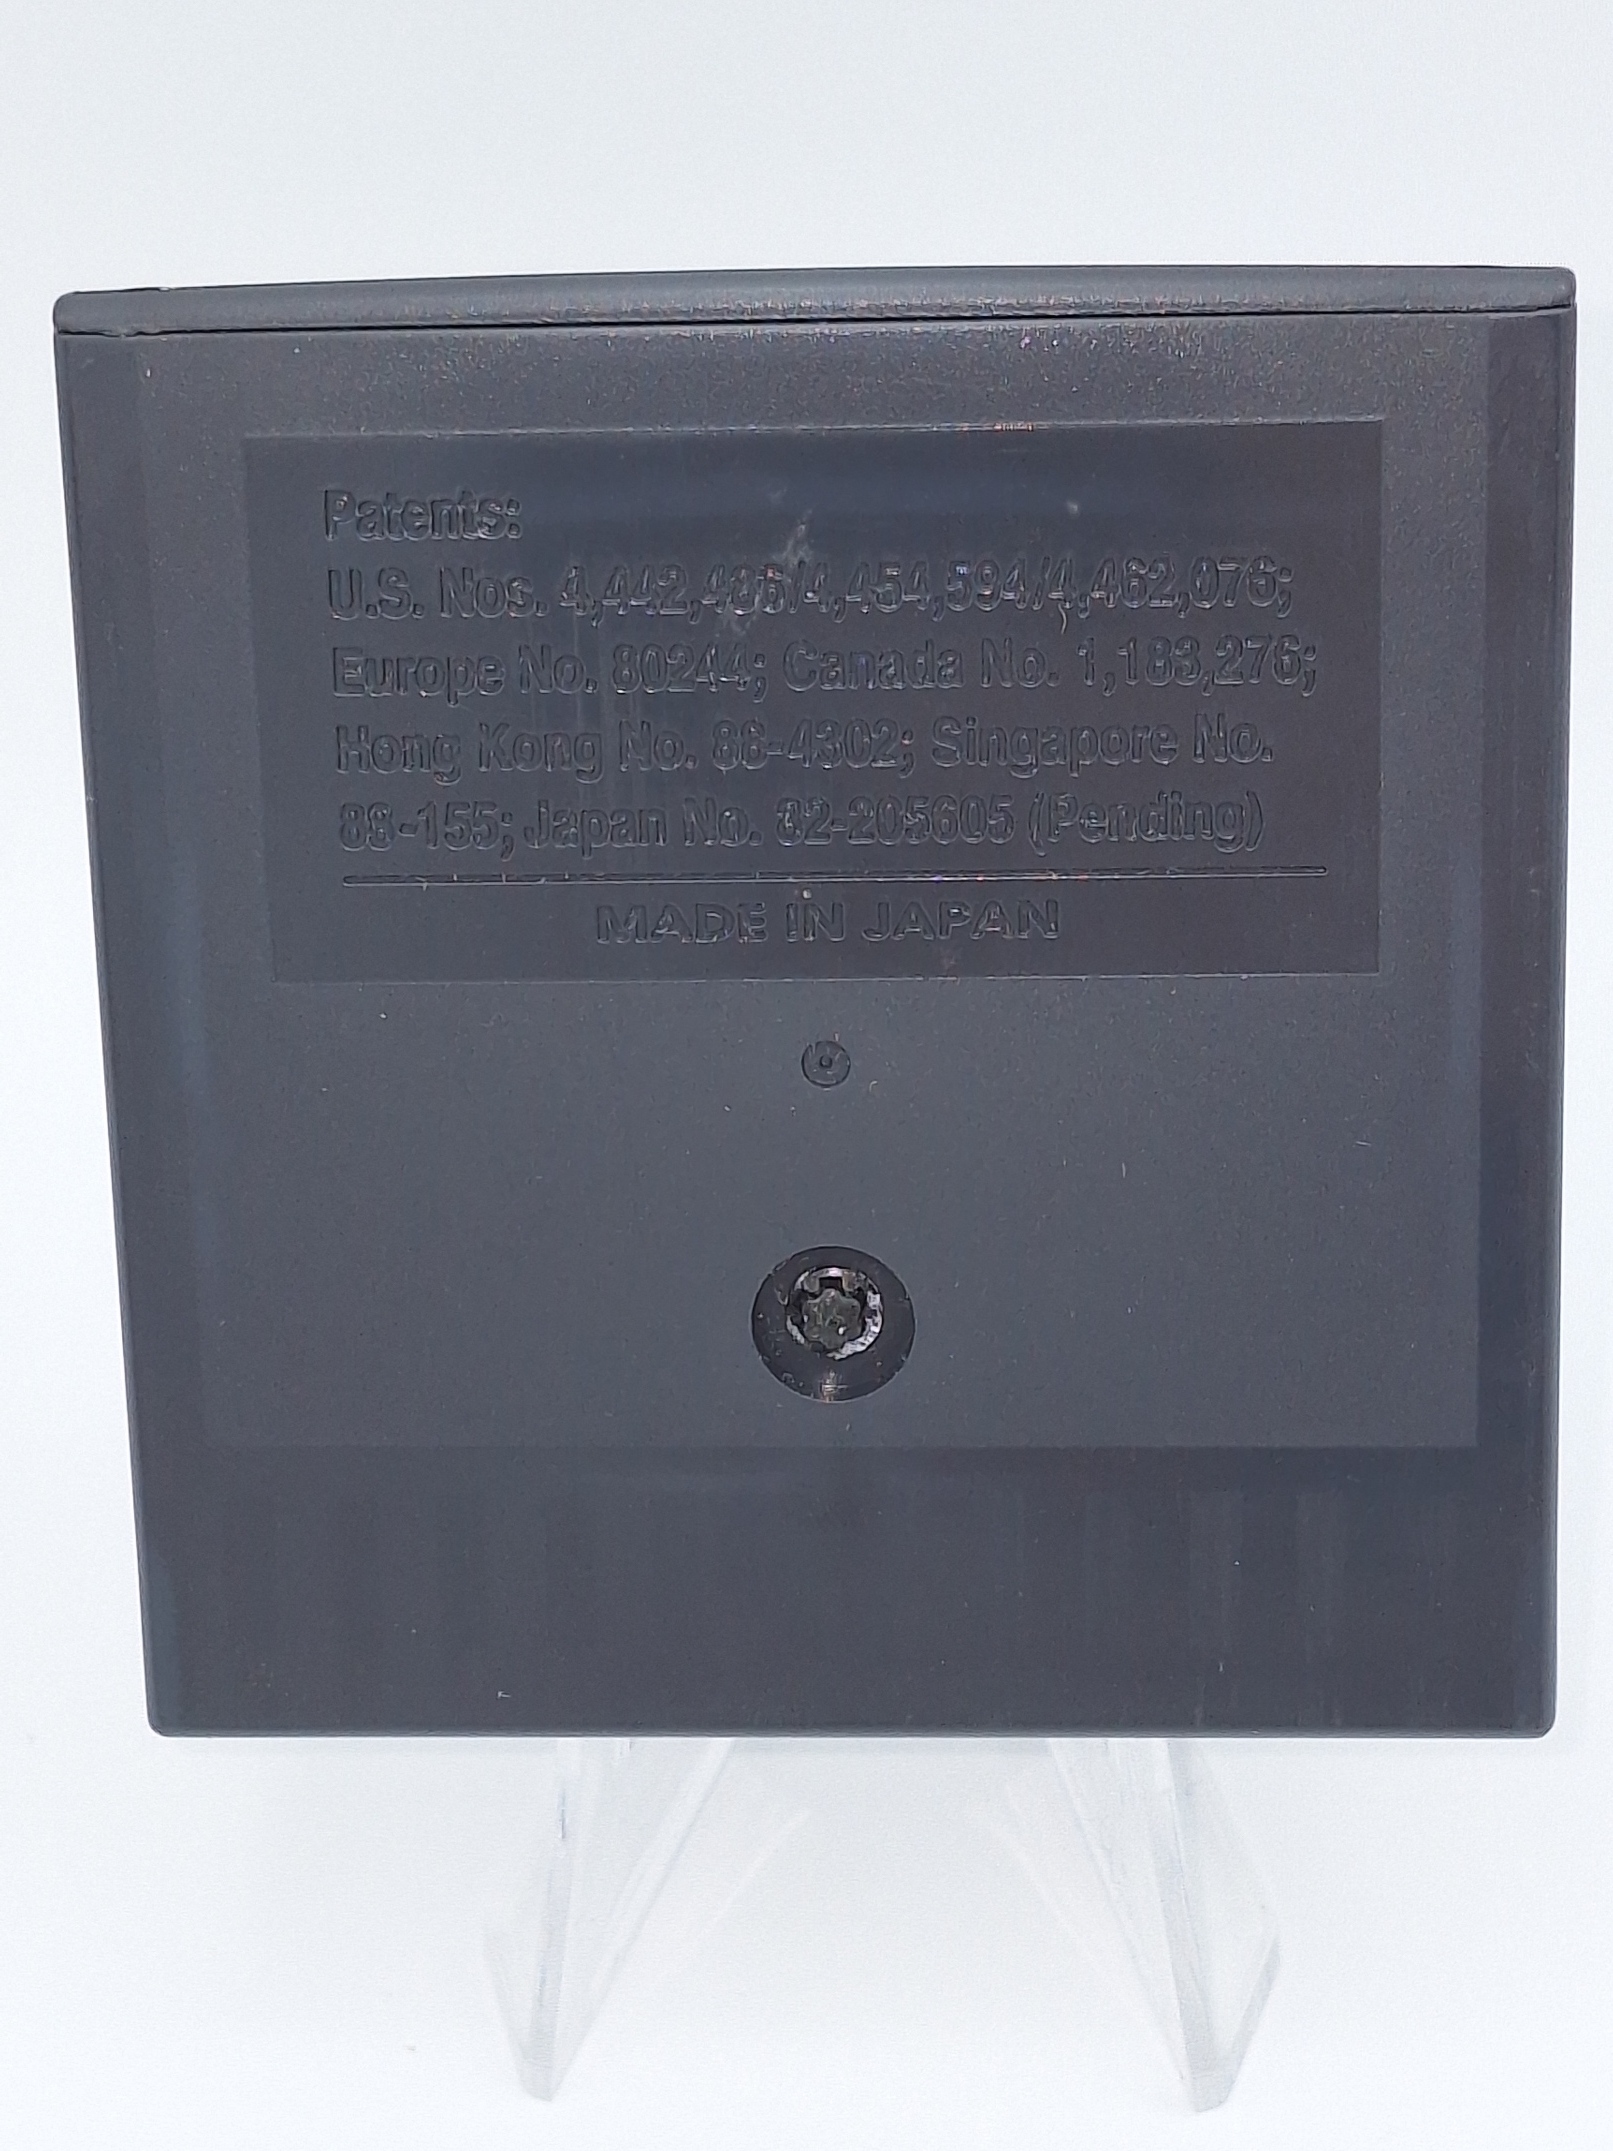 Patents:
U.S. Nos. 4,442,486/4,454,594/4,462,076;
Europe No. 80244; Canada No. 1,183,276;
Hong Kong No. 88-4302; Singapore No.
88-155; Japan No. 82-205605 (Pending)
MADE IN JAPAN